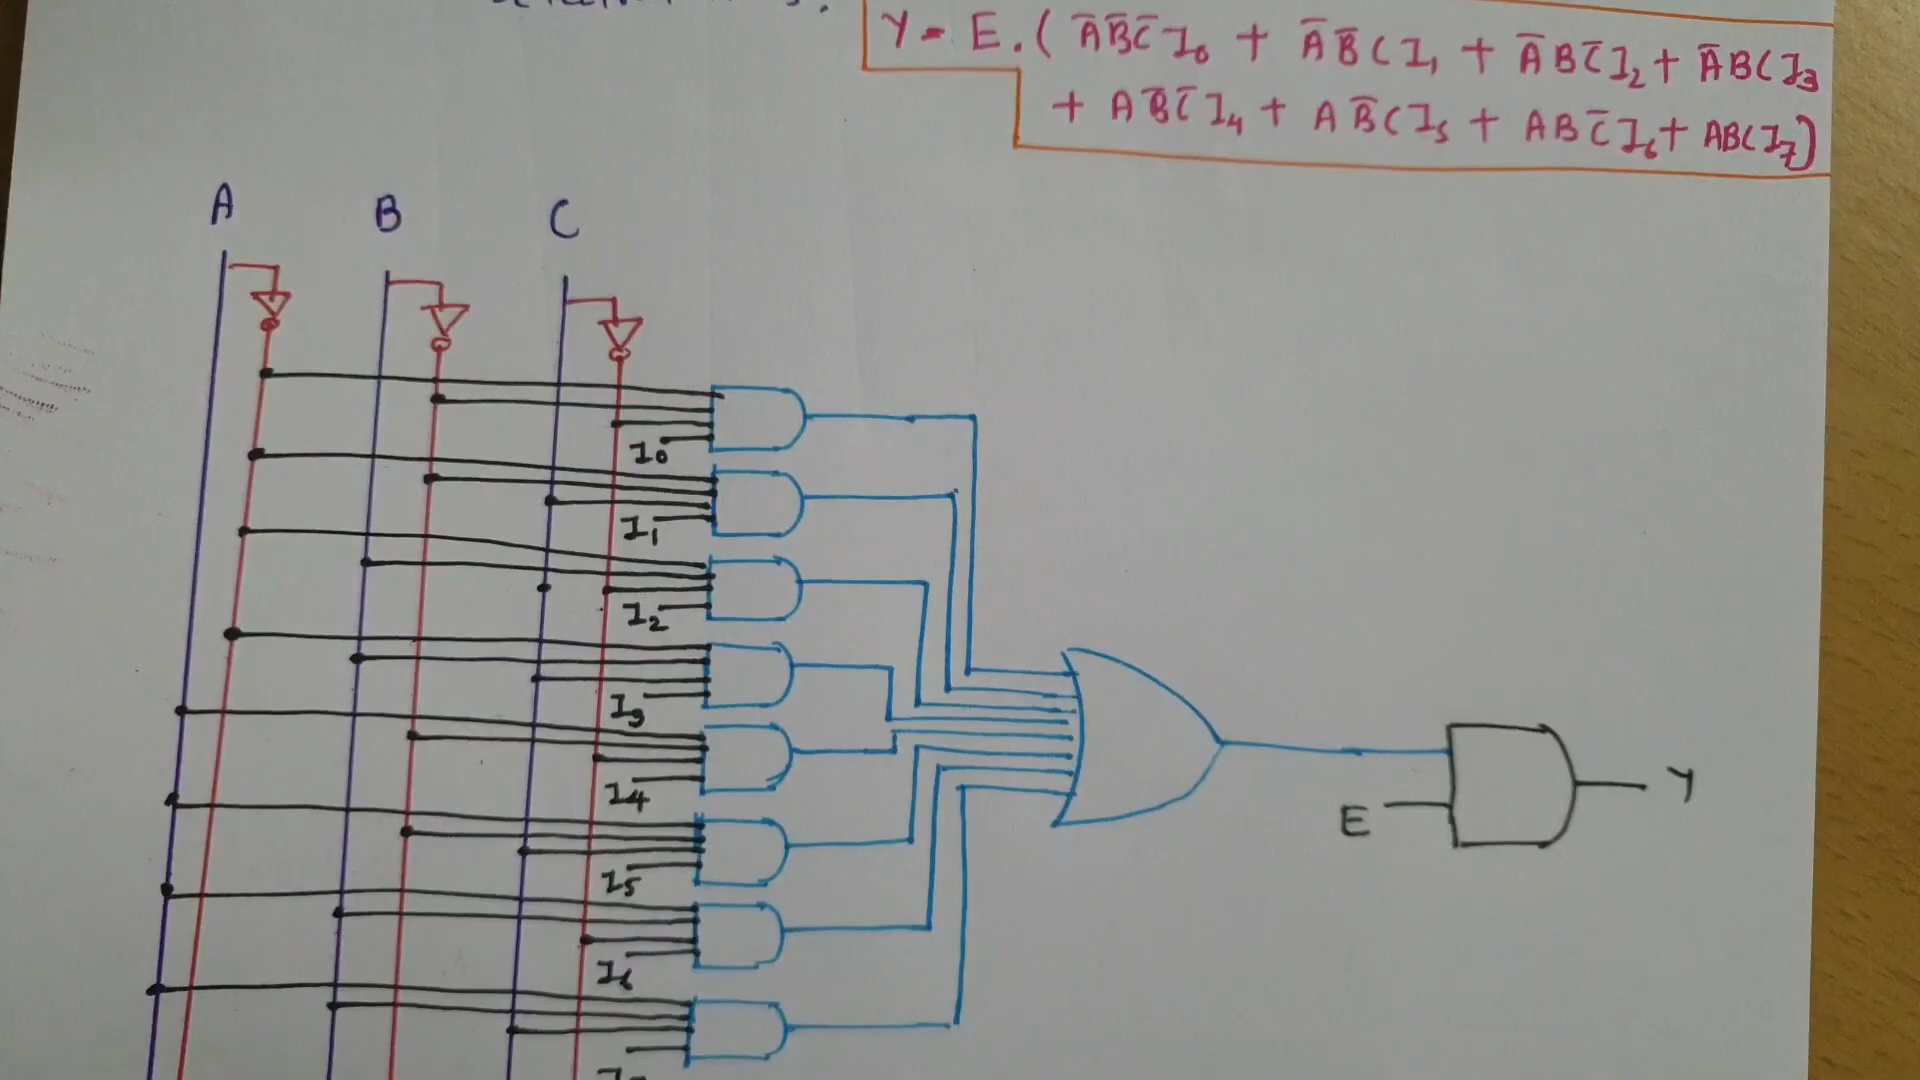 Y = E.( A̅B̅C̅I₀ + A̅B̅CI₁ + A̅BC̅I₂ + A̅BCI₃
+ AB̅C̅I₄ + AB̅CI₅ + ABC̅I₆ + ABCI₇)
A B C
I₀
I₁
I₂
I₃
I₄
I₅
I₆
E Y